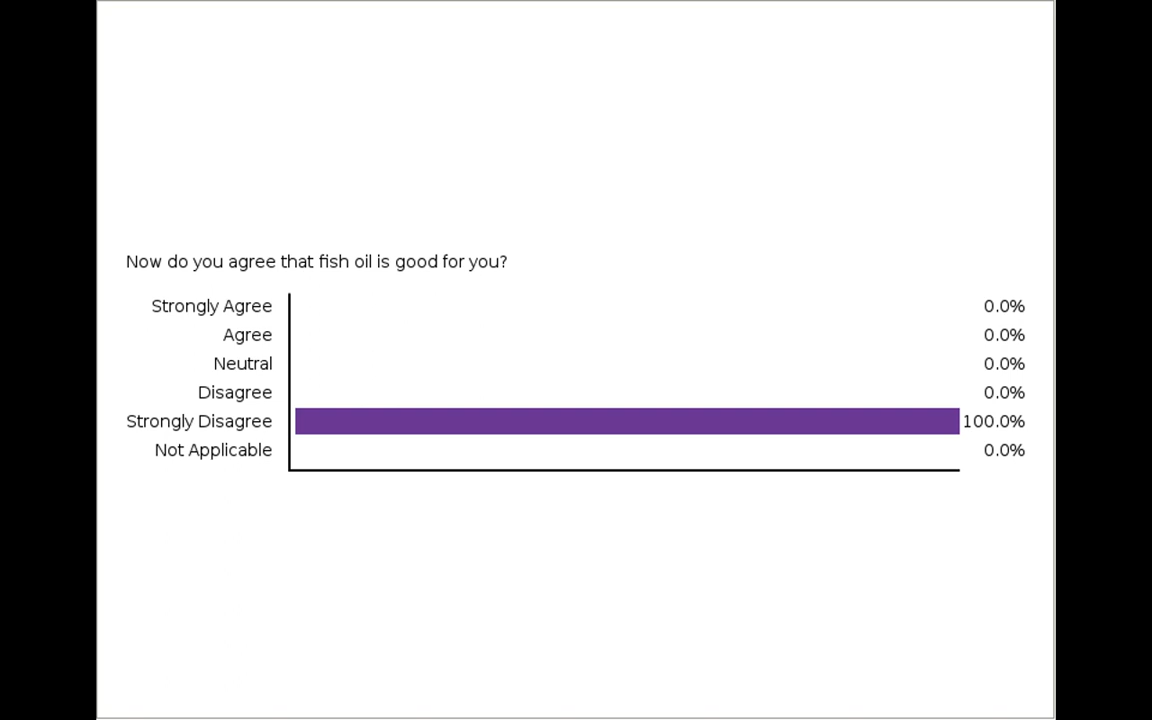 Now do you agree that fish oil is good for you?
Strongly Agree 0.0%
Agree 0.0%
Neutral 0.0%
Disagree 0.0%
Strongly Disagree 100.0%
Not Applicable 0.0%